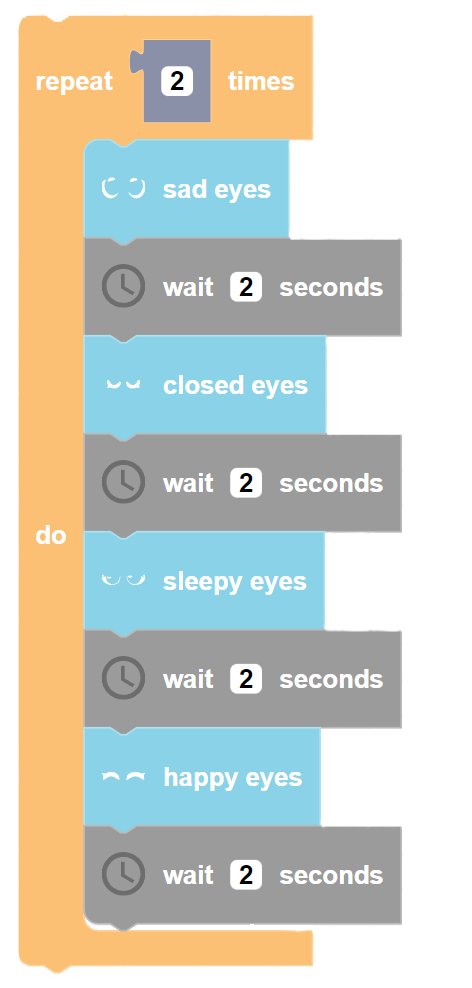 repeat 2 times
sad eyes
wait 2 seconds
closed eyes
wait 2 seconds
do
sleepy eyes
wait 2 seconds
happy eyes
wait 2 seconds